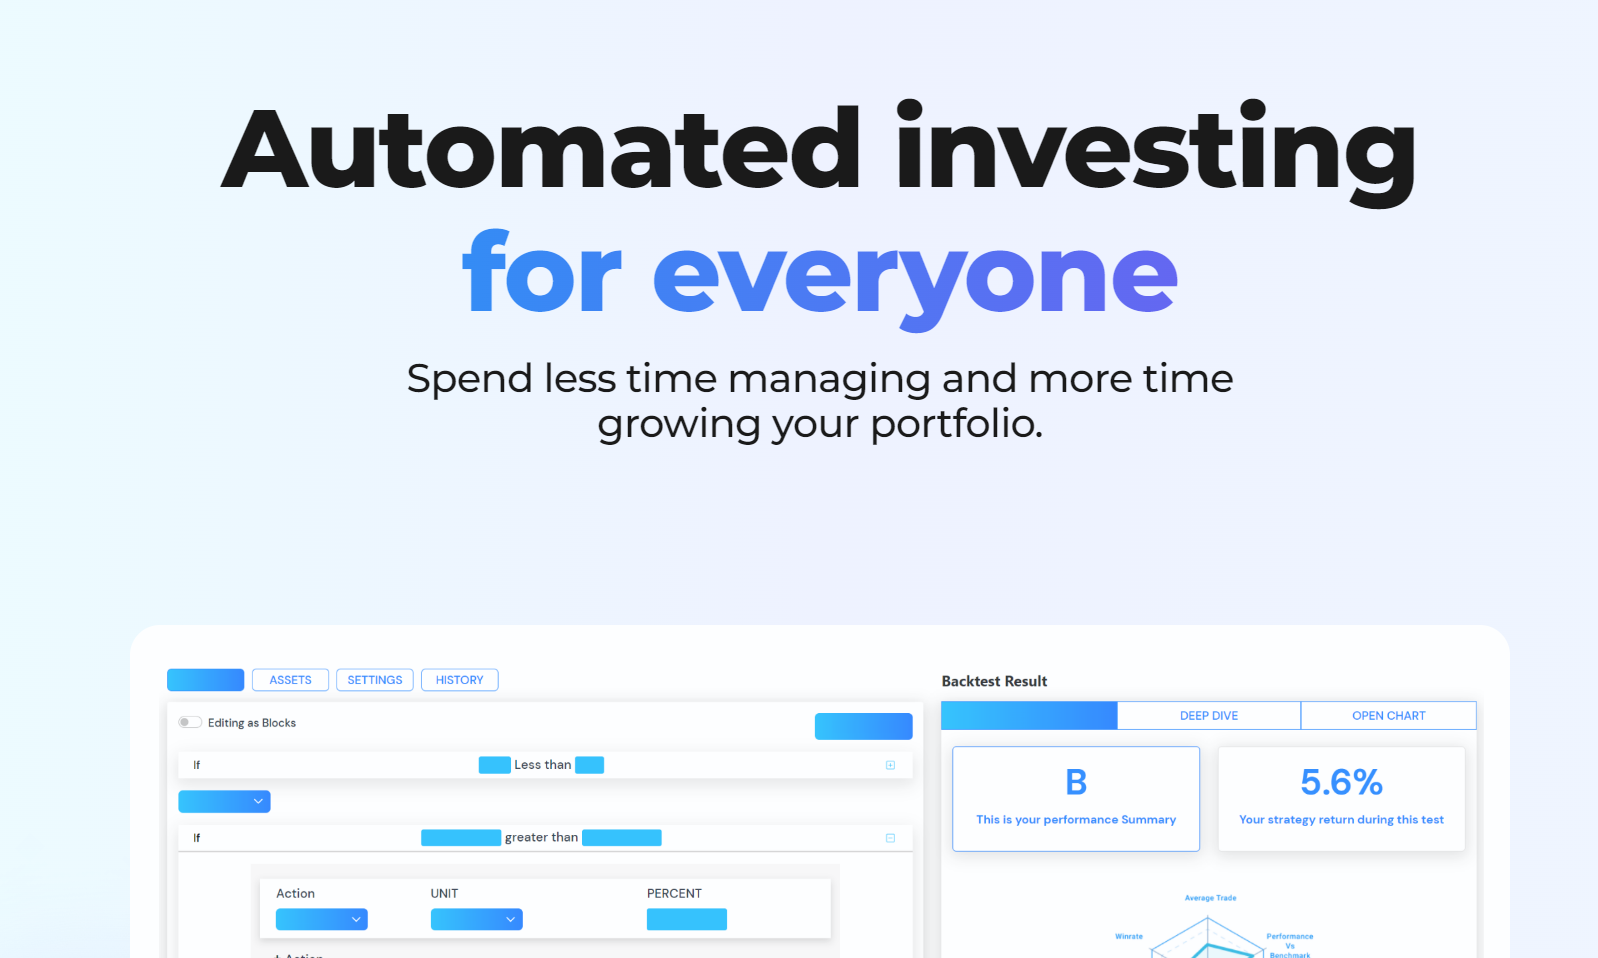 Automated investing
for everyone
Spend less time managing and more time
growing your portfolio.
ASSETS
SETTINGS
HISTORY
Editing as Blocks
If
Less than
If
greater than
Action
UNIT
PERCENT
+ Action
Backtest Result
DEEP DIVE
OPEN CHART
B
This is your performance Summary
5.6%
Your strategy return during this test
Average Trade
Winrate
Performance
Vs
Benchmark